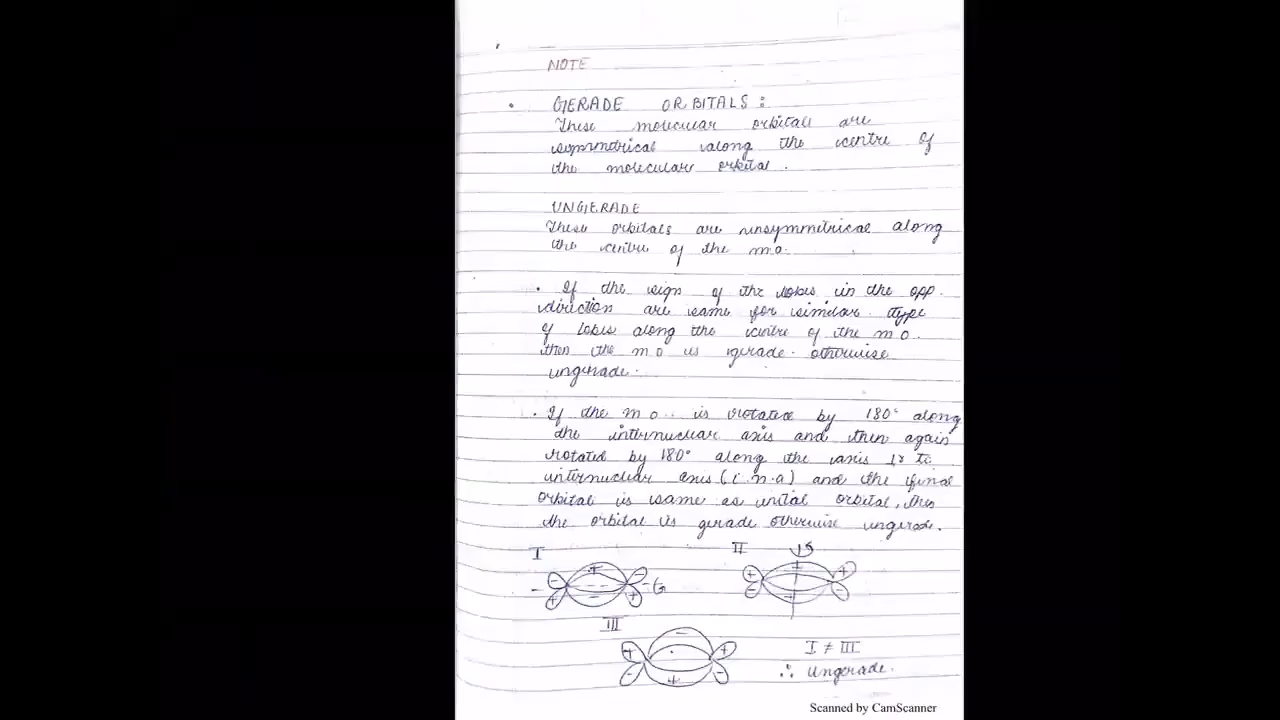 NOTE
• GERADE ORBITALS :
These molecular orbitals are
symmetrical along the centre of
the molecular orbital.
UNGERADE
These orbitals are unsymmetrical along
the centre of the m.o.
• If the sign of the lobes in the opp.
direction are same for similar type
of lobes along the centre of the m o.
then the m o is gerade. otherwise
ungerade.
• If the m o.. is rotated by 180° along
the internuclear axis and then again
rotated by 180° along the axis 1r to
internuclear axis (i.n.a) and the final
orbital is same as initial orbital, then
the orbital is gerade otherwise ungerade.
I II
- + - - G + + +
+ - + - -
III
- I ≠ III
+ + ∴ Ungerade.
- + -
Scanned by CamScanner